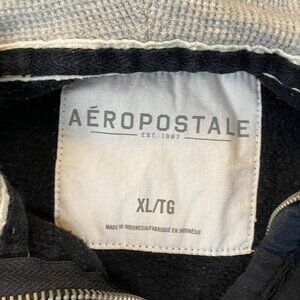 AÉROPOSTALE
EST. 1987
XL/TG
MADE IN INDONESIA/FABRIQUÉ EN INDONÉSIE